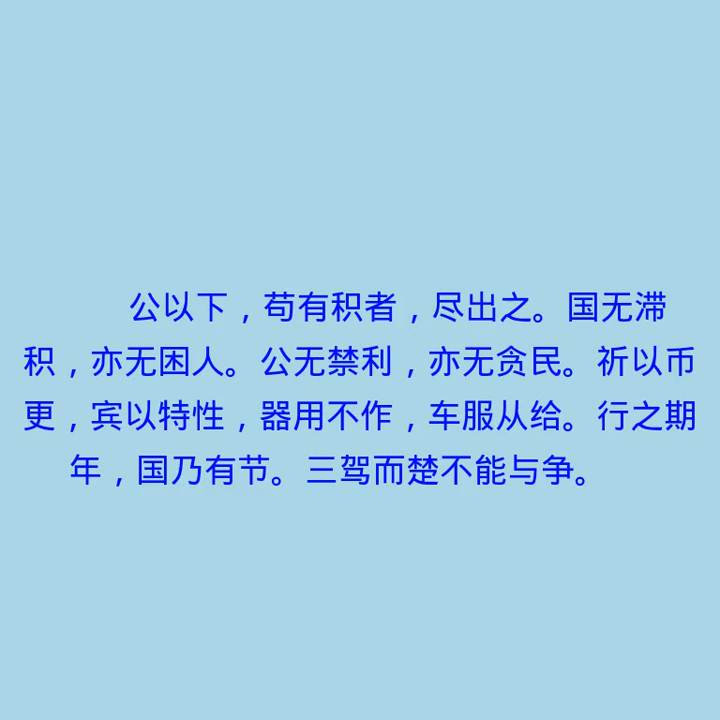 公以下，苟有积者，尽出之。国无滞
积，亦无困人。公无禁利，亦无贪民。祈以币
更，宾以特性，器用不作，车服从给。行之期
年，国乃有节。三驾而楚不能与争。